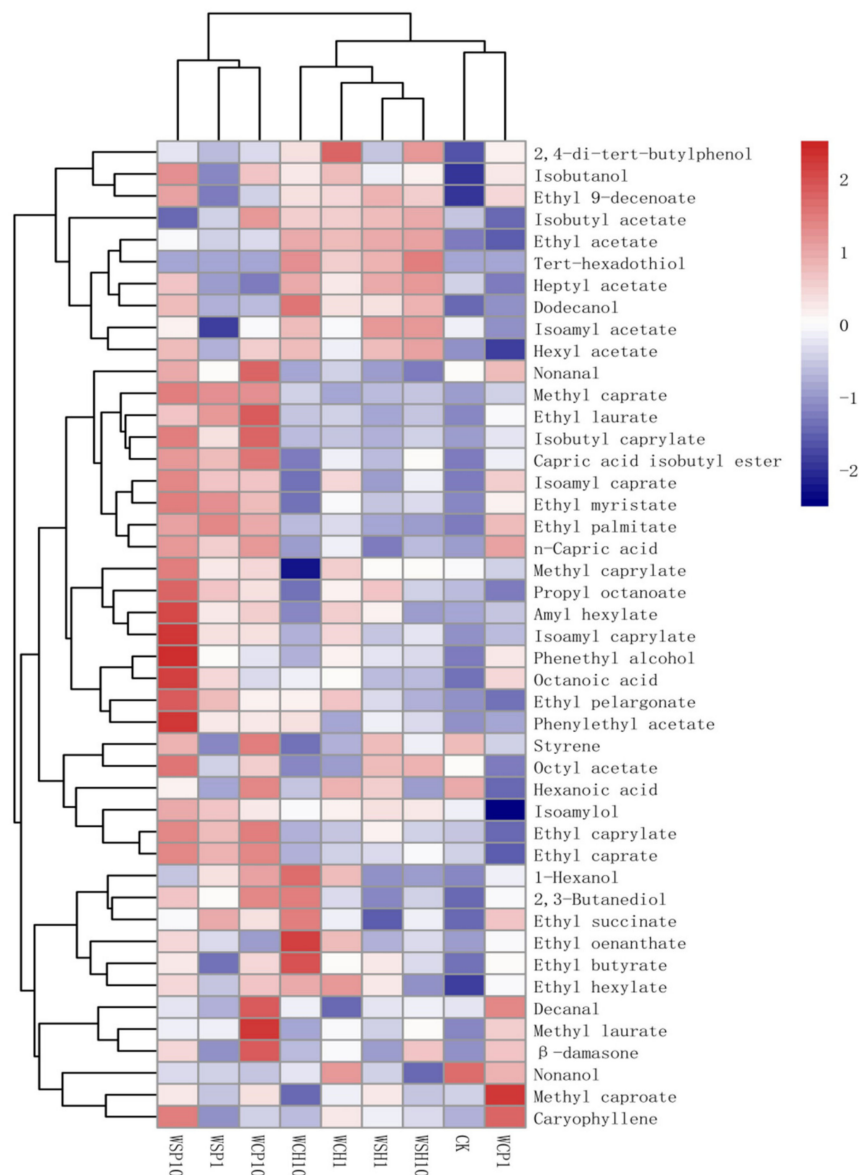 2,4-di-tert-butylphenol
Isobutanol
Ethyl 9-decenoate
Isobutyl acetate
Ethyl acetate
Tert-hexadothiol
Heptyl acetate
Dodecanol
Isoamyl acetate
Hexyl acetate
Nonanal
Methyl caprate
Ethyl laurate
Isobutyl caprylate
Capric acid isobutyl ester
Isoamyl caprate
Ethyl myristate
Ethyl palmitate
n-Capric acid
Methyl caprylate
Propyl octanoate
Amyl hexylate
Isoamyl caprylate
Phenethyl alcohol
Octanoic acid
Ethyl pelargonate
Phenylethyl acetate
Styrene
Octyl acetate
Hexanoic acid
Isoamylol
Ethyl caprylate
Ethyl caprate
1-Hexanol
2,3-Butanediol
Ethyl succinate
Ethyl oenanthate
Ethyl butyrate
Ethyl hexylate
Decanal
Methyl laurate
β-damasone
Nonanol
Methyl caproate
Caryophyllene
2
1
0
-1
-2
WSP10
WSP1
WCP10
WCH10
WCH1
WSH1
WSH10
CK
WCP1